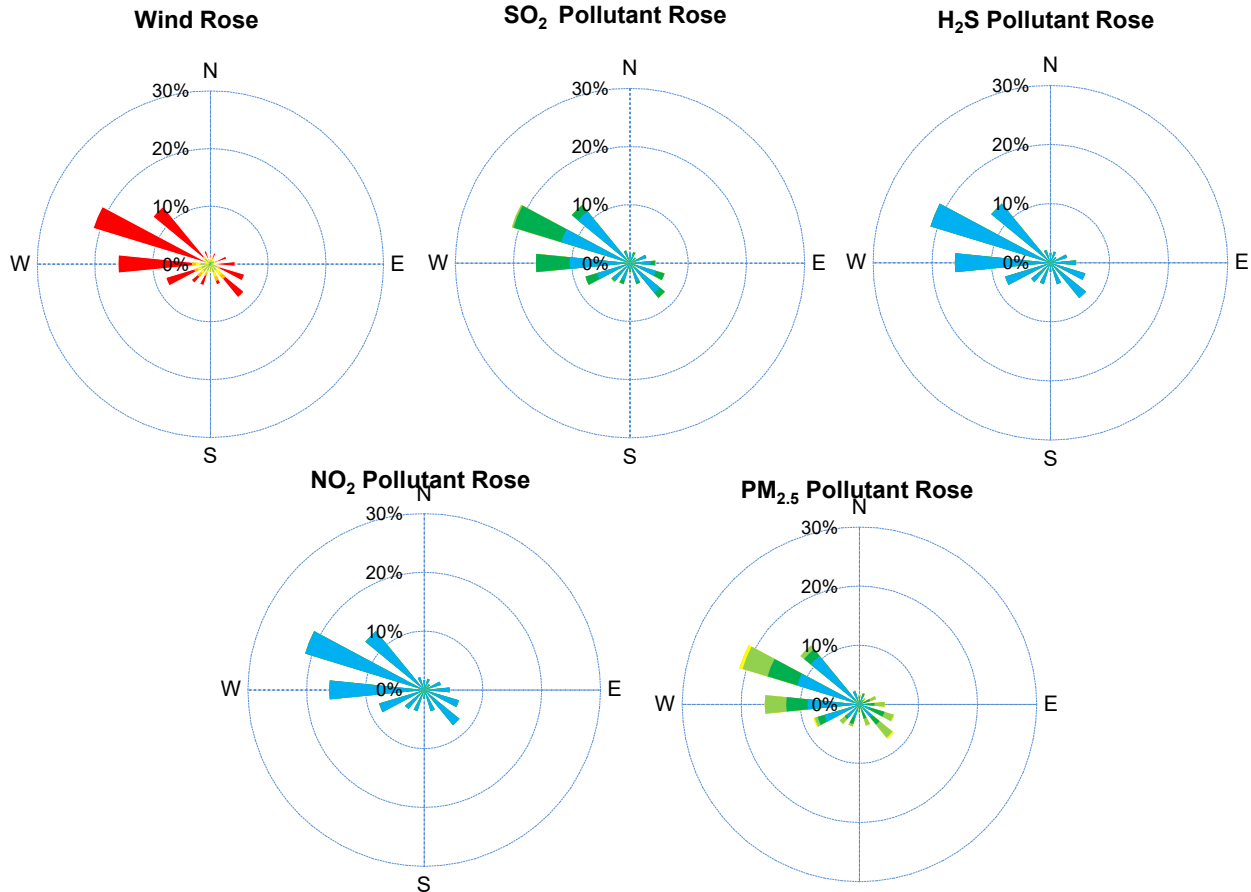 Wind Rose
SO₂ Pollutant Rose
H₂S Pollutant Rose
N
30%
20%
10%
0%
W
E
S
N
30%
20%
10%
0%
W
E
S
N
30%
20%
10%
0%
W
E
S
NO₂ Pollutant Rose
N
30%
20%
10%
0%
W
E
S
PM₂.₅ Pollutant Rose
N
30%
20%
10%
0%
W
E